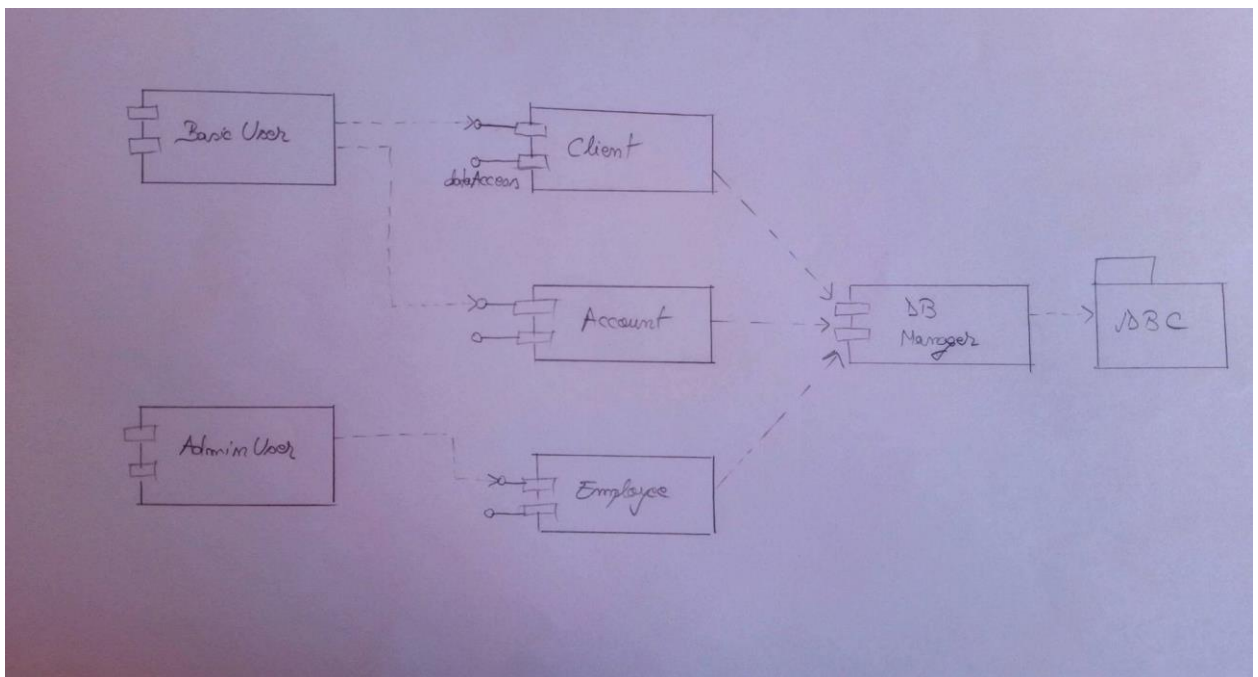 Basic User
Client
dataAccess
Account
DB
Manager
JDBC
Admin User
Employee